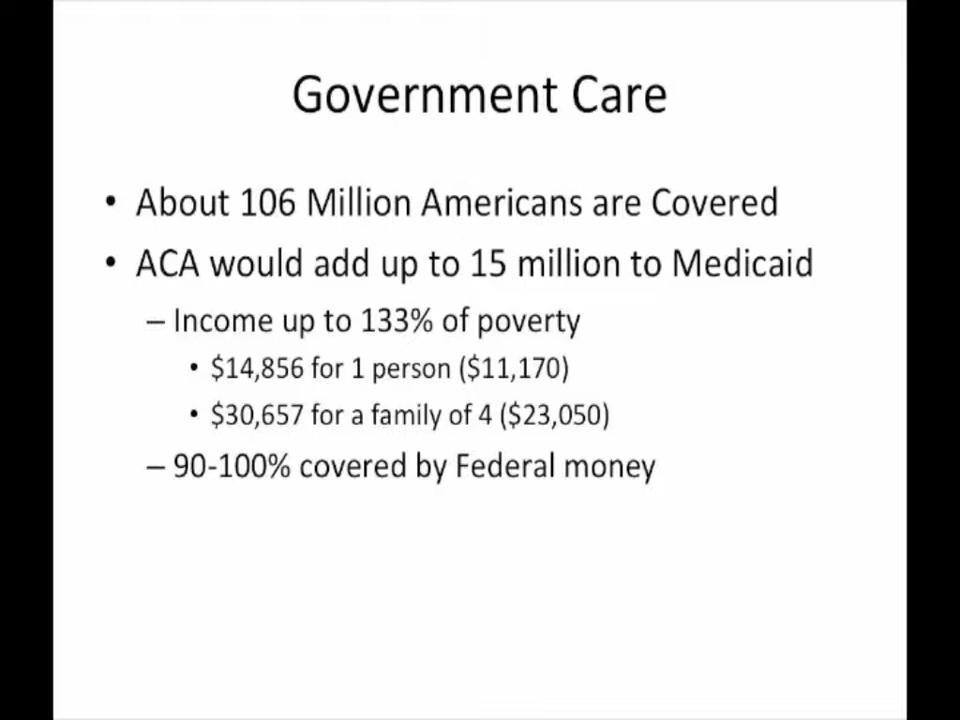 Government Care
• About 106 Million Americans are Covered
• ACA would add up to 15 million to Medicaid
– Income up to 133% of poverty
• $14,856 for 1 person ($11,170)
• $30,657 for a family of 4 ($23,050)
– 90-100% covered by Federal money